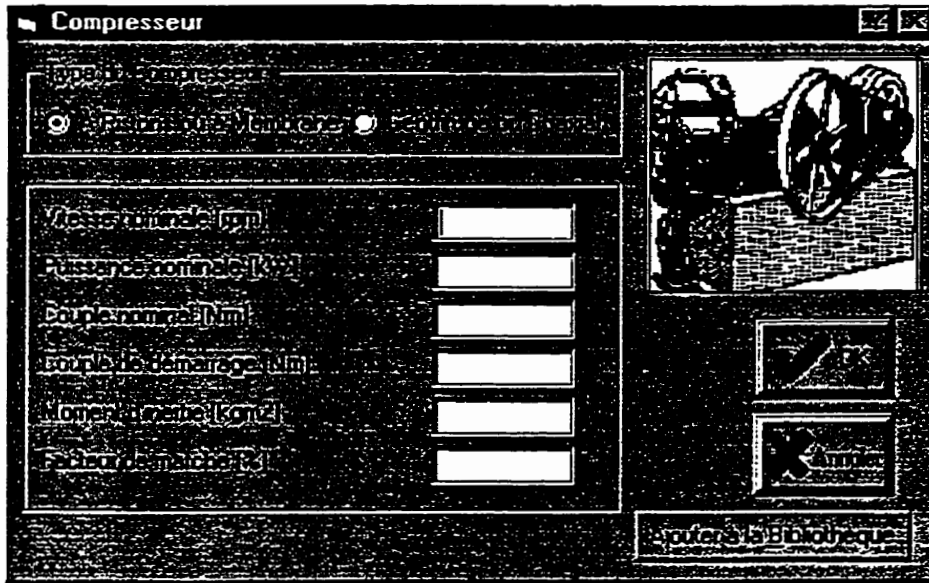 Compresseur
Type du compresseur
à Pistons ou à Membrane
Vitesse nominale [rpm]
Puissance nominale [kW]
Couple nominal [Nm]
Couple de démarrage [Nm]
Moment d'inertie [kgm2]
Facteur de marche [%]
OK
Annuler
Ajouter à la Bibliothèque